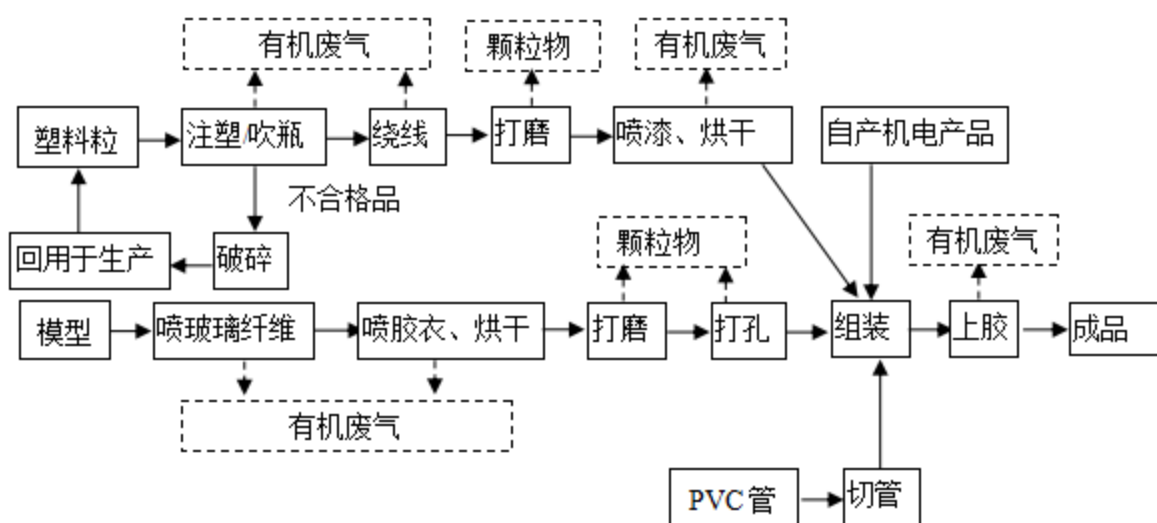 有机废气
颗粒物
有机废气
塑料粒
注塑/吹瓶
绕线
打磨
喷漆、烘干
自产机电产品
不合格品
回用于生产
破碎
颗粒物
有机废气
模型
喷玻璃纤维
喷胶衣、烘干
打磨
打孔
组装
上胶
成品
有机废气
PVC管
切管